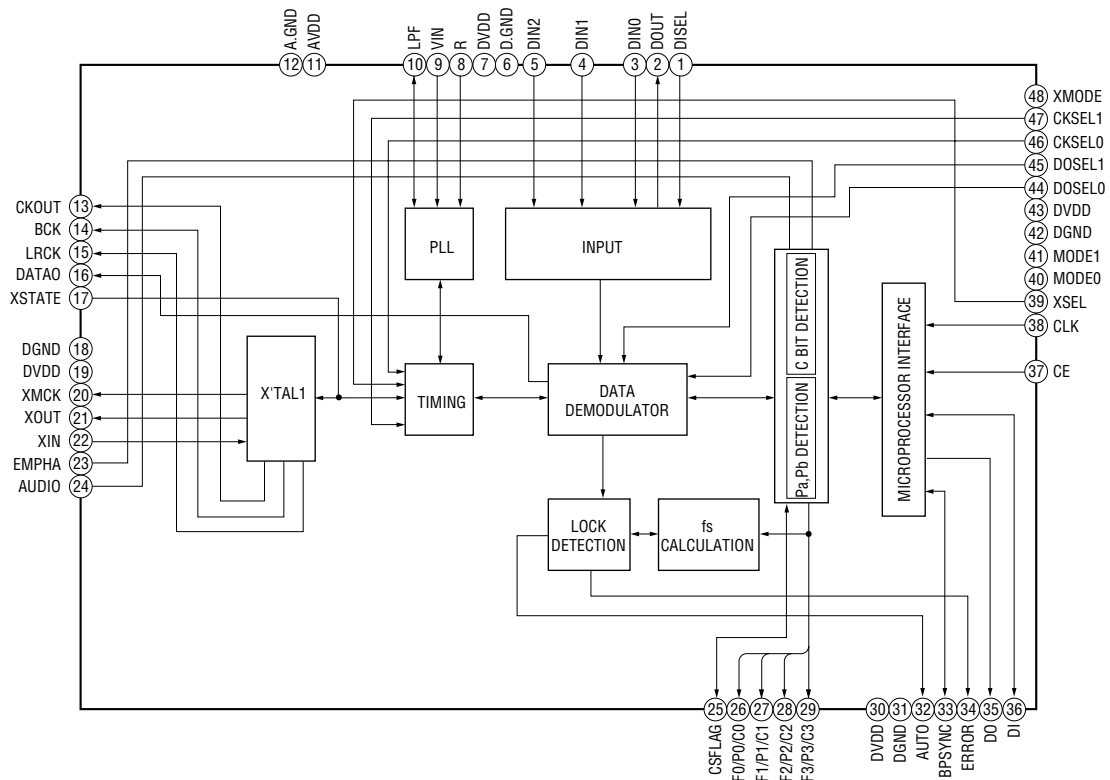 A.GND
AVDD
LPF
VIN
R
DVDD
D.GND
DIN2
DIN1
DIN0
DOUT
DISEL
12
11
10
9
8
7
6
5
4
3
2
1
48 XMODE
47 CKSEL1
46 CKSEL0
45 DOSEL1
44 DOSEL0
43 DVDD
42 DGND
41 MODE1
40 MODE0
39 XSEL
38 CLK
37 CE
CKOUT 13
BCK 14
LRCK 15
DATAO 16
XSTATE 17
DGND 18
DVDD 19
XMCK 20
XOUT 21
XIN 22
EMPHA 23
AUDIO 24
PLL
INPUT
X'TAL1
TIMING
DATA
DEMODULATOR
C BIT DETECTION
Pa,Pb DETECTION
MICROPROCESSOR INTERFACE
LOCK
DETECTION
fs
CALCULATION
25
26
27
28
29
30
31
32
33
34
35
36
CSFLAG
F0/P0/C0
F1/P1/C1
F2/P2/C2
F3/P3/C3
DVDD
DGND
AUTO
BPSYNC
ERROR
DO
DI